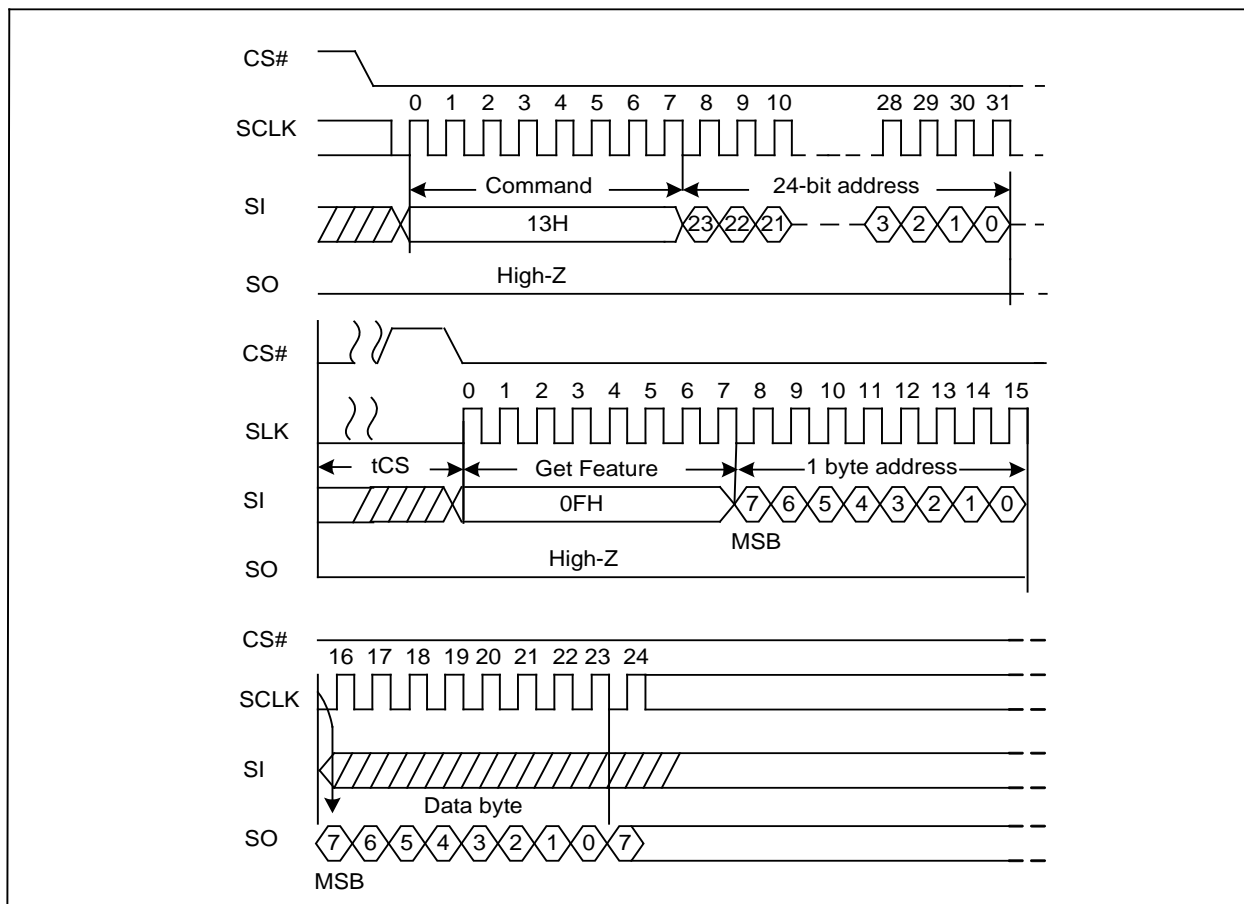 CS#
0 1 2 3 4 5 6 7 8 9 10 28 29 30 31
SCLK
Command 24-bit address
SI
13H 23 22 21 3 2 1 0
High-Z
SO
CS#
0 1 2 3 4 5 6 7 8 9 10 11 12 13 14 15
SLK
tCS Get Feature 1 byte address
SI
0FH 7 6 5 4 3 2 1 0
MSB
High-Z
SO
CS#
16 17 18 19 20 21 22 23 24
SCLK
SI
Data byte
SO 7 6 5 4 3 2 1 0 7
MSB